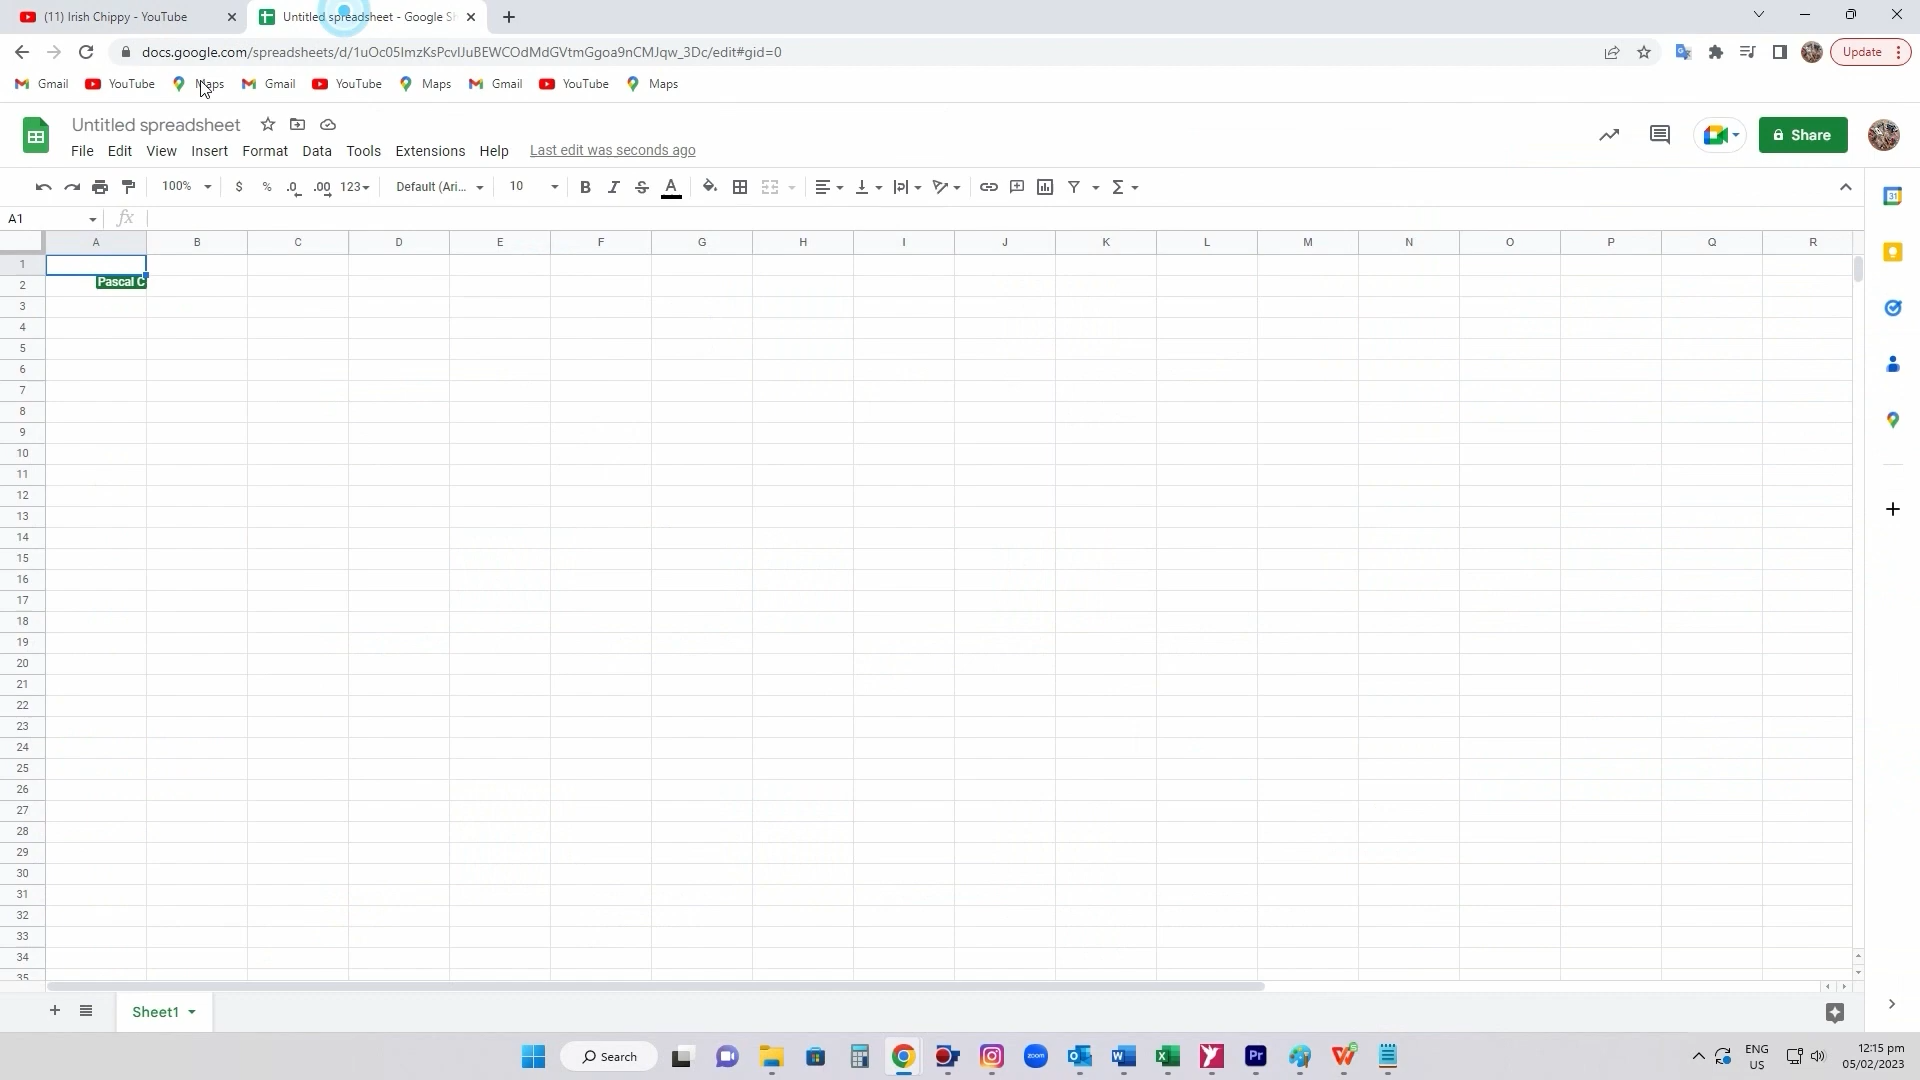 (11) Irish Chippy - YouTube
Untitled spreadsheet - Google Sh
docs.google.com/spreadsheets/d/1uOc05ImzKsPcvlJuBEWCOdMdGVtmGgoa9nCMJqw_3Dc/edit#gid=0
Update
Gmail YouTube Maps Gmail YouTube Maps Gmail YouTube Maps
Untitled spreadsheet
File Edit View Insert Format Data Tools Extensions Help Last edit was seconds ago
Share
100% $ % .0 .00 123 Default (Ari... 10 B I S A Σ
A1 fx
A B C D E F G H I J K L M N O P Q R
1
Pascal C
2
3
4
5
6
7
8
9
10
11
12
13
14
15
16
17
18
19
20
21
22
23
24
25
26
27
28
29
30
31
32
33
34
35
Sheet1
Search
zoom
Pr
ENG
US
12:15 pm
05/02/2023